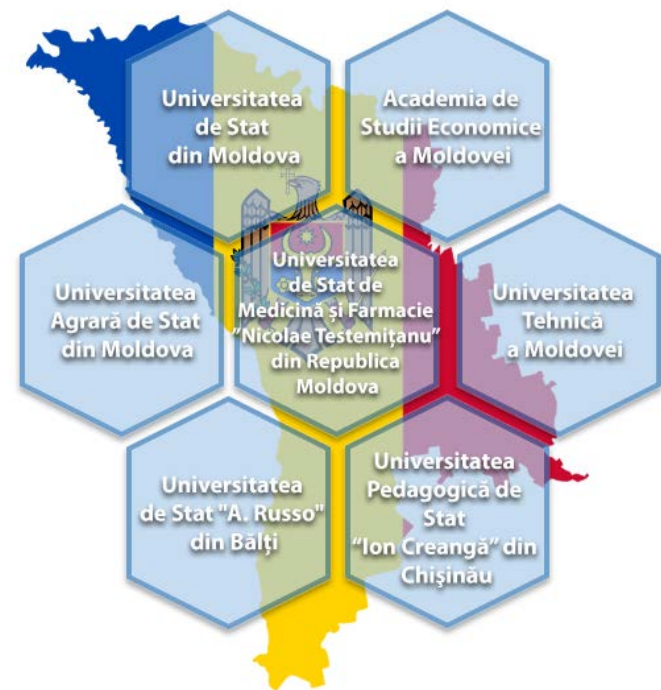 Universitatea
de Stat
din Moldova
Academia de
Studii Economice
a Moldovei
Universitatea
Agrară de Stat
din Moldova
Universitatea
de Stat de
Medicină și Farmacie
”Nicolae Testemițanu”
din Republica
Moldova
Universitatea
Tehnică
a Moldovei
Universitatea
de Stat "A. Russo"
din Bălți
Universitatea
Pedagogică de
Stat
“Ion Creangă” din
Chişinău